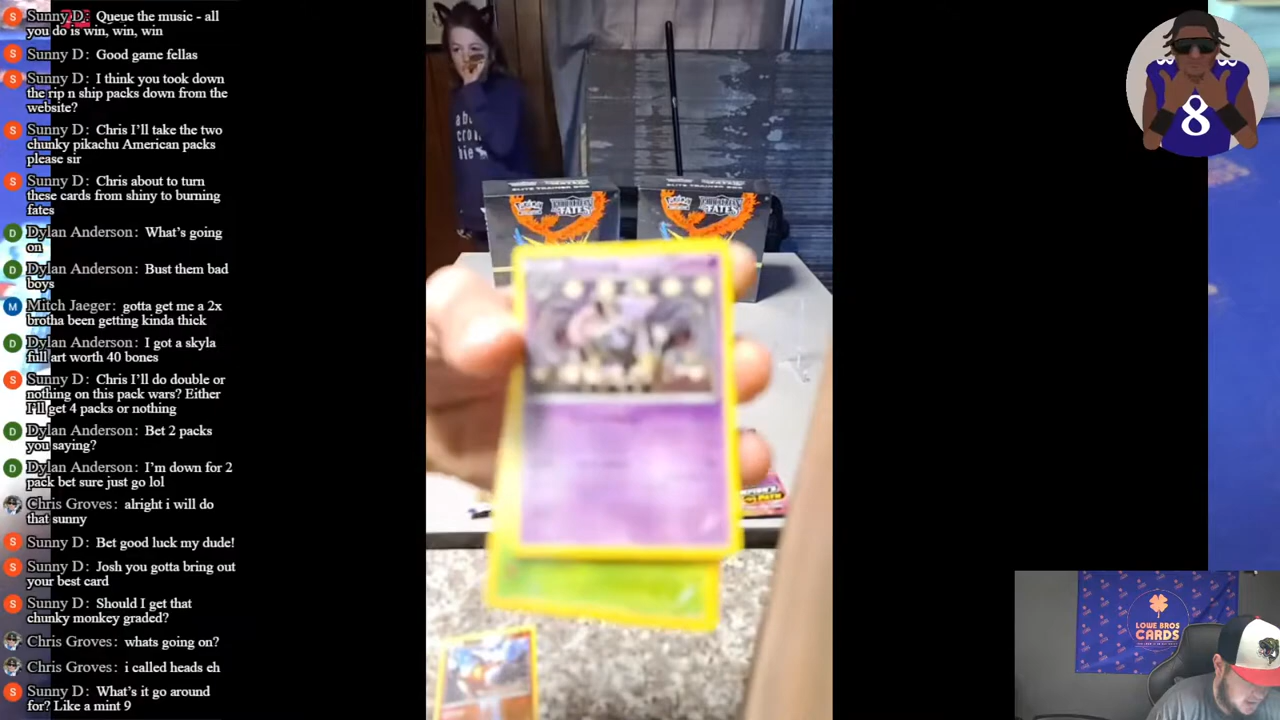 Sunny D: Queue the music - all
you do is win, win, win
Sunny D: Good game fellas
Sunny D: I think you took down
the rip n ship packs down from the
website?
Sunny D: Chris I'll take the two
chunky pikachu American packs
please sir
Sunny D: Chris about to turn
these cards from shiny to burning
fates
Dylan Anderson: What's going
on
Dylan Anderson: Bust them bad
boys
Mitch Jaeger: gotta get me a 2x
brotha been getting kinda thick
Dylan Anderson: I got a skyla
full art worth 40 bones
Sunny D: Chris I'll do double or
nothing on this pack wars? Either
I'll get 4 packs or nothing
Dylan Anderson: Bet 2 packs
you saying?
Dylan Anderson: I'm down for 2
pack bet sure just go lol
Chris Groves: alright i will do
that sunny
Sunny D: Bet good luck my dude!
Sunny D: Josh you gotta bring out
your best card
Sunny D: Should I get that
chunky monkey graded?
Chris Groves: whats going on?
Chris Groves: i called heads eh
Sunny D: What's it go around
for? Like a mint 9
ELITE TRAINER BOX
Pokémon
FATES
ELITE TRAINER BOX
Pokémon
FATES
PATH
8
LOWE BROS
CARDS